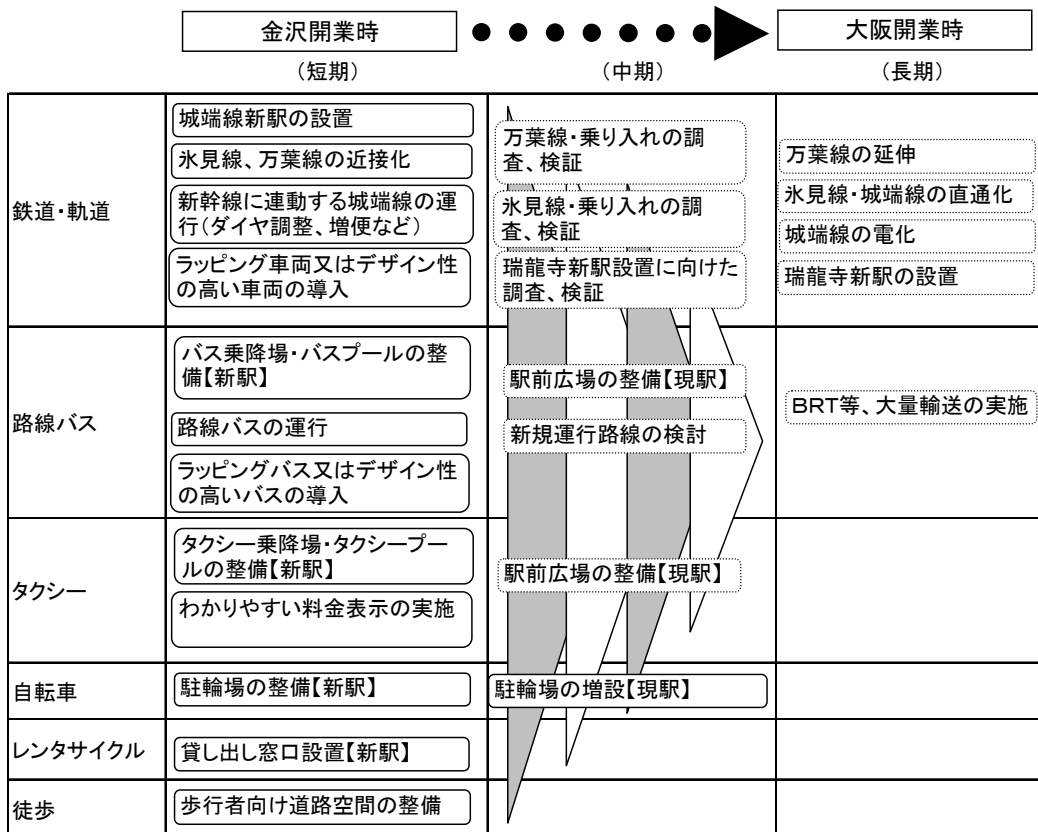 金沢開業時
大阪開業時
（短期）
（中期）
（長期）
鉄道・軌道
城端線新駅の設置
氷見線、万葉線の近接化
新幹線に連動する城端線の運
行（ダイヤ調整、増便など）
ラッピング車両又はデザイン性
の高い車両の導入
万葉線・乗り入れの調
査、検証
氷見線・乗り入れの調
査、検証
瑞龍寺新駅設置に向けた
調査、検証
万葉線の延伸
氷見線・城端線の直通化
城端線の電化
瑞龍寺新駅の設置
路線バス
バス乗降場・バスプールの整
備【新駅】
路線バスの運行
ラッピングバス又はデザイン性
の高いバスの導入
駅前広場の整備【現駅】
新規運行路線の検討
BRT等、大量輸送の実施
タクシー
タクシー乗降場・タクシープー
ルの整備【新駅】
わかりやすい料金表示の実施
駅前広場の整備【現駅】
自転車
駐輪場の整備【新駅】
駐輪場の増設【現駅】
レンタサイクル
貸し出し窓口設置【新駅】
徒歩
歩行者向け道路空間の整備